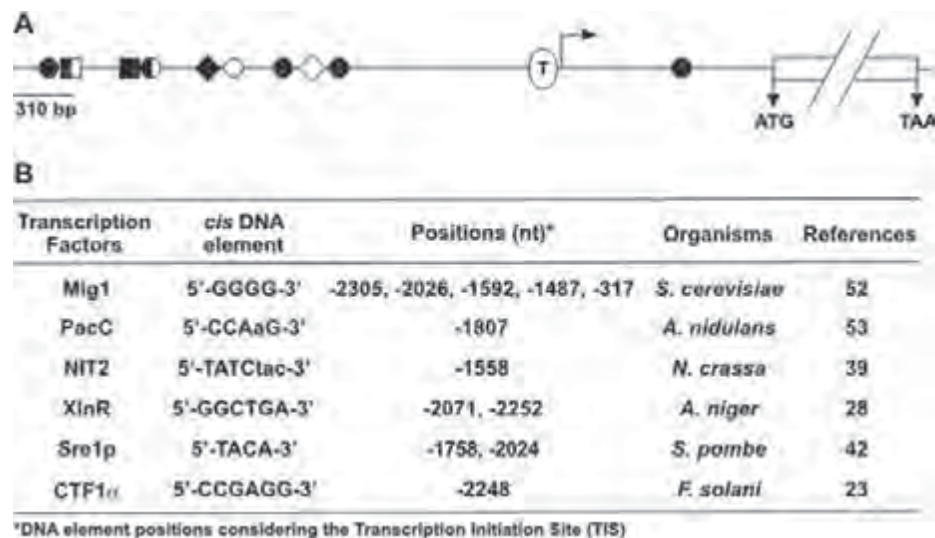 A
T
310 bp
ATG TAA
B
Transcription Factors cis DNA element Positions (nt)* Organisms References
Mig1 5'-GGGG-3' -2305, -2026, -1592, -1487, -317 S. cerevisiae 52
PacC 5'-CCAaG-3' -1807 A. nidulans 53
NIT2 5'-TATCtac-3' -1558 N. crassa 39
XlnR 5'-GGCTGA-3' -2071, -2252 A. niger 28
Sre1p 5'-TACA-3' -1758, -2024 S. pombe 42
CTF1α 5'-CCGAGG-3' -2248 F. solani 23
*DNA element positions considering the Transcription Initiation Site (TIS)